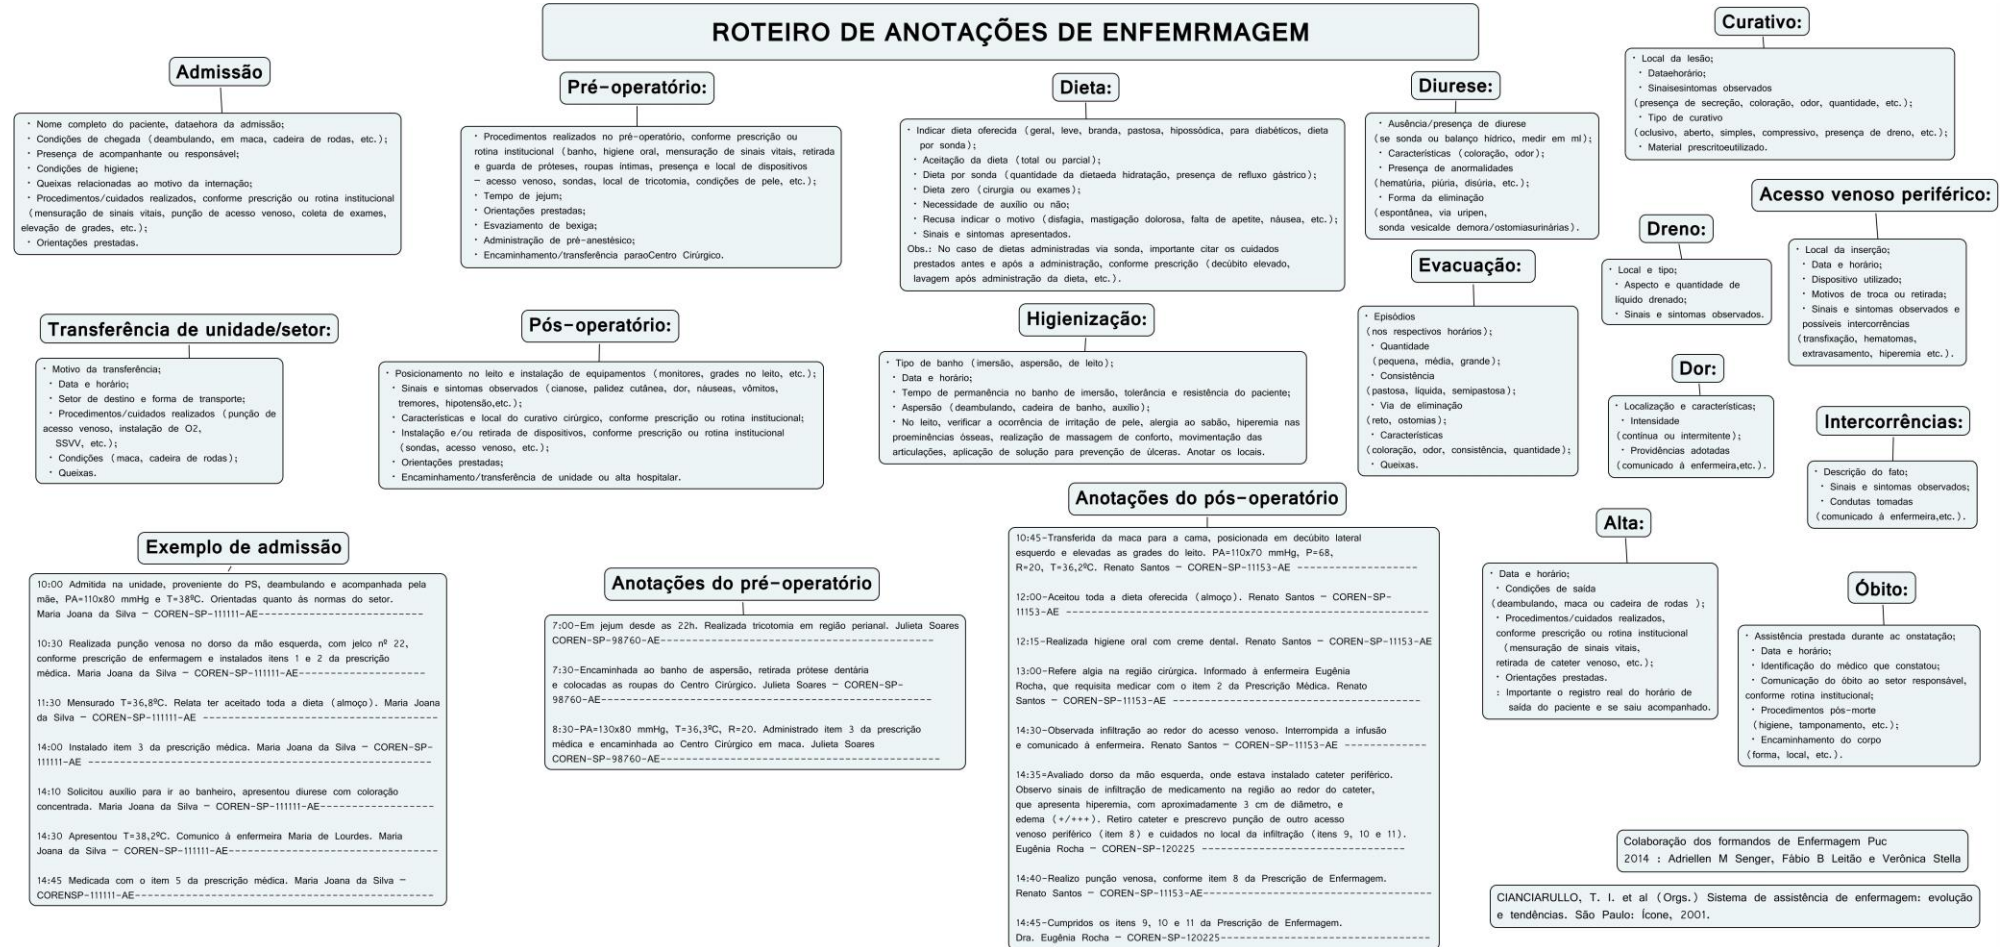 ROTEIRO DE ANOTAÇÕES DE ENFEMRMAGEM
Admissão
· Nome completo do paciente, dataehora da admissão;
· Condições de chegada (deambulando, em maca, cadeira de rodas, etc.);
· Presença de acompanhante ou responsável;
· Condições de higiene;
· Queixas relacionadas ao motivo da internação;
· Procedimentos/cuidados realizados, conforme prescrição ou rotina institucional
(mensuração de sinais vitais, punção de acesso venoso, coleta de exames,
elevação de grades, etc.);
· Orientações prestadas.
Pré-operatório:
· Procedimentos realizados no pré-operatório, conforme prescrição ou
rotina institucional (banho, higiene oral, mensuração de sinais vitais, retirada
e guarda de próteses, roupas íntimas, presença e local de dispositivos
– acesso venoso, sondas, local de tricotomia, condições de pele, etc.);
· Tempo de jejum;
· Orientações prestadas;
· Esvaziamento de bexiga;
· Administração de pré-anestésico;
· Encaminhamento/transferência paraoCentro Cirúrgico.
Dieta:
· Indicar dieta oferecida (geral, leve, branda, pastosa, hipossódica, para diabéticos, dieta
por sonda);
· Aceitação da dieta (total ou parcial);
· Dieta por sonda (quantidade da dietaeda hidratação, presença de refluxo gástrico);
· Dieta zero (cirurgia ou exames);
· Necessidade de auxílio ou não;
· Recusa indicar o motivo (disfagia, mastigação dolorosa, falta de apetite, náusea, etc.);
· Sinais e sintomas apresentados.
Obs.: No caso de dietas administradas via sonda, importante citar os cuidados
prestados antes e após a administração, conforme prescrição (decúbito elevado,
lavagem após administração da dieta, etc.).
Diurese:
· Ausência/presença de diurese
(se sonda ou balanço hídrico, medir em ml);
· Características (coloração, odor);
· Presença de anormalidades
(hematúria, piúria, disúria, etc.);
· Forma da eliminação
(espontânea, via uripen,
sonda vesicalde demora/ostomiasurinárias).
Curativo:
· Local da lesão;
· Dataehorário;
· Sinaisesintomas observados
(presença de secreção, coloração, odor, quantidade, etc.);
· Tipo de curativo
(oclusivo, aberto, simples, compressivo, presença de dreno, etc.);
· Material prescritoeutilizado.
Acesso venoso periférico:
· Local da inserção;
· Data e horário;
· Dispositivo utilizado;
· Motivos de troca ou retirada;
· Sinais e sintomas observados e
possíveis intercorrências
(transfixação, hematomas,
extravasamento, hiperemia etc.).
Dreno:
· Local e tipo;
· Aspecto e quantidade de
líquido drenado;
· Sinais e sintomas observados.
Evacuação:
· Episódios
(nos respectivos horários);
· Quantidade
(pequena, média, grande);
· Consistência
(pastosa, líquida, semipastosa);
· Via de eliminação
(reto, ostomias);
· Características
(coloração, odor, consistência, quantidade);
· Queixas.
Transferência de unidade/setor:
· Motivo da transferência;
· Data e horário;
· Setor de destino e forma de transporte;
· Procedimentos/cuidados realizados (punção de
acesso venoso, instalação de O2,
SSVV, etc.);
· Condições (maca, cadeira de rodas);
· Queixas.
Pós-operatório:
· Posicionamento no leito e instalação de equipamentos (monitores, grades no leito, etc.);
· Sinais e sintomas observados (cianose, palidez cutânea, dor, náuseas, vômitos,
tremores, hipotensão,etc.);
· Características e local do curativo cirúrgico, conforme prescrição ou rotina institucional;
· Instalação e/ou retirada de dispositivos, conforme prescrição ou rotina institucional
(sondas, acesso venoso, etc.);
· Orientações prestadas;
· Encaminhamento/transferência de unidade ou alta hospitalar.
Higienização:
· Tipo de banho (imersão, aspersão, de leito);
· Data e horário;
· Tempo de permanência no banho de imersão, tolerância e resistência do paciente;
· Aspersão (deambulando, cadeira de banho, auxílio);
· No leito, verificar a ocorrência de irritação de pele, alergia ao sabão, hiperemia nas
proeminências ósseas, realização de massagem de conforto, movimentação das
articulações, aplicação de solução para prevenção de úlceras. Anotar os locais.
Dor:
· Localização e características;
· Intensidade
(contínua ou intermitente);
· Providências adotadas
(comunicado à enfermeira,etc.).
Intercorrências:
· Descrição do fato;
· Sinais e sintomas observados;
· Condutas tomadas
(comunicado à enfermeira,etc.).
Exemplo de admissão
10:00 Admitida na unidade, proveniente do PS, deambulando e acompanhada pela
mãe, PA=110x80 mmHg e T=38ºC. Orientadas quanto às normas do setor.
Maria Joana da Silva – COREN-SP-111111-AE---------------------------
10:30 Realizada punção venosa no dorso da mão esquerda, com jelco nº 22,
conforme prescrição de enfermagem e instalados itens 1 e 2 da prescrição
médica. Maria Joana da Silva – COREN-SP-111111-AE----------------------
11:30 Mensurado T=36,8ºC. Relata ter aceitado toda a dieta (almoço). Maria Joana
da Silva – COREN-SP-111111-AE --------------------------------------
14:00 Instalado item 3 da prescrição médica. Maria Joana da Silva – COREN-SP-
111111-AE ---------------------------------------------------------
14:10 Solicitou auxílio para ir ao banheiro, apresentou diurese com coloração
concentrada. Maria Joana da Silva – COREN-SP-111111-AE-------------------
14:30 Apresentou T=38,2ºC. Comunico à enfermeira Maria de Lourdes. Maria
Joana da Silva – COREN-SP-111111-AE----------------------------------
14:45 Medicada com o item 5 da prescrição médica. Maria Joana da Silva –
CORENSP-111111-AE-------------------------------------------------
Anotações do pré-operatório
7:00–Em jejum desde as 22h. Realizada tricotomia em região perianal. Julieta Soares
COREN-SP-98760-AE---------------------------------------------
7:30–Encaminhada ao banho de aspersão, retirada prótese dentária
e colocadas as roupas do Centro Cirúrgico. Julieta Soares – COREN-SP-
98760-AE------------------------------------------------------
8:30–PA=130x80 mmHg, T=36,3ºC, R=20. Administrado item 3 da prescrição
médica e encaminhada ao Centro Cirúrgico em maca. Julieta Soares
COREN-SP-98760-AE----------------------------------------------
Anotações do pós-operatório
10:45–Transferida da maca para a cama, posicionada em decúbito lateral
esquerdo e elevadas as grades do leito. PA=110x70 mmHg, P=68,
R=20, T=36,2ºC. Renato Santos – COREN-SP-11153-AE --------------------
12:00–Aceitou toda a dieta oferecida (almoço). Renato Santos – COREN-SP-
11153-AE ------------------------------------------------------------
12:15–Realizada higiene oral com creme dental. Renato Santos – COREN-SP-11153-AE
13:00–Refere algia na região cirúrgica. Informado à enfermeira Eugênia
Rocha, que requisita medicar com o item 2 da Prescrição Médica. Renato
Santos – COREN-SP-11153-AE ------------------------------------------
14:30–Observada infiltração ao redor do acesso venoso. Interrompida a infusão
e comunicado à enfermeira. Renato Santos – COREN-SP-11153-AE --------------
14:35=Avaliado dorso da mão esquerda, onde estava instalado cateter periférico.
Observo sinais de infiltração de medicamento na região ao redor do cateter,
que apresenta hiperemia, com aproximadamente 3 cm de diâmetro, e
edema (+/+++). Retiro cateter e prescrevo punção de outro acesso
venoso periférico (item 8) e cuidados no local da infiltração (itens 9, 10 e 11).
Eugênia Rocha – COREN-SP-120225 --------------------------------------
14:40–Realizo punção venosa, conforme item 8 da Prescrição de Enfermagem.
Renato Santos – COREN-SP-11153-AE--------------------------------------
14:45–Cumpridos os itens 9, 10 e 11 da Prescrição de Enfermagem.
Dra. Eugênia Rocha – COREN-SP-120225-----------------------------------
Alta:
· Data e horário;
· Condições de saída
(deambulando, maca ou cadeira de rodas );
· Procedimentos/cuidados realizados,
conforme prescrição ou rotina institucional
(mensuração de sinais vitais,
retirada de cateter venoso, etc.);
· Orientações prestadas.
: Importante o registro real do horário de
saída do paciente e se saiu acompanhado.
Óbito:
· Assistência prestada durante ac onstatação;
· Data e horário;
· Identificação do médico que constatou;
· Comunicação do óbito ao setor responsável,
conforme rotina institucional;
· Procedimentos pós-morte
(higiene, tamponamento, etc.);
· Encaminhamento do corpo
(forma, local, etc.).
Colaboração dos formandos de Enfermagem Puc
2014 : Adriellen M Senger, Fábio B Leitão e Verônica Stella
CIANCIARULLO, T. I. et al (Orgs.) Sistema de assistência de enfermagem: evolução
e tendências. São Paulo: Ícone, 2001.